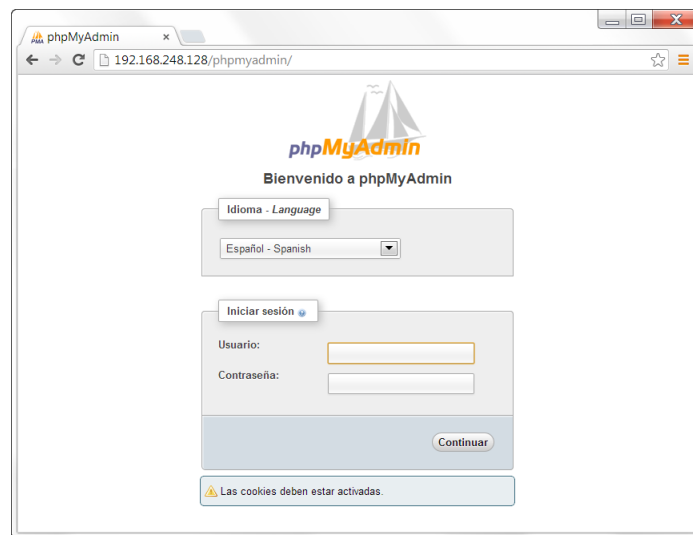 phpMyAdmin
192.168.248.128/phpmyadmin/
phpMyAdmin
Bienvenido a phpMyAdmin
Idioma - Language
Español - Spanish
Iniciar sesión
Usuario:
Contraseña:
Continuar
Las cookies deben estar activadas.